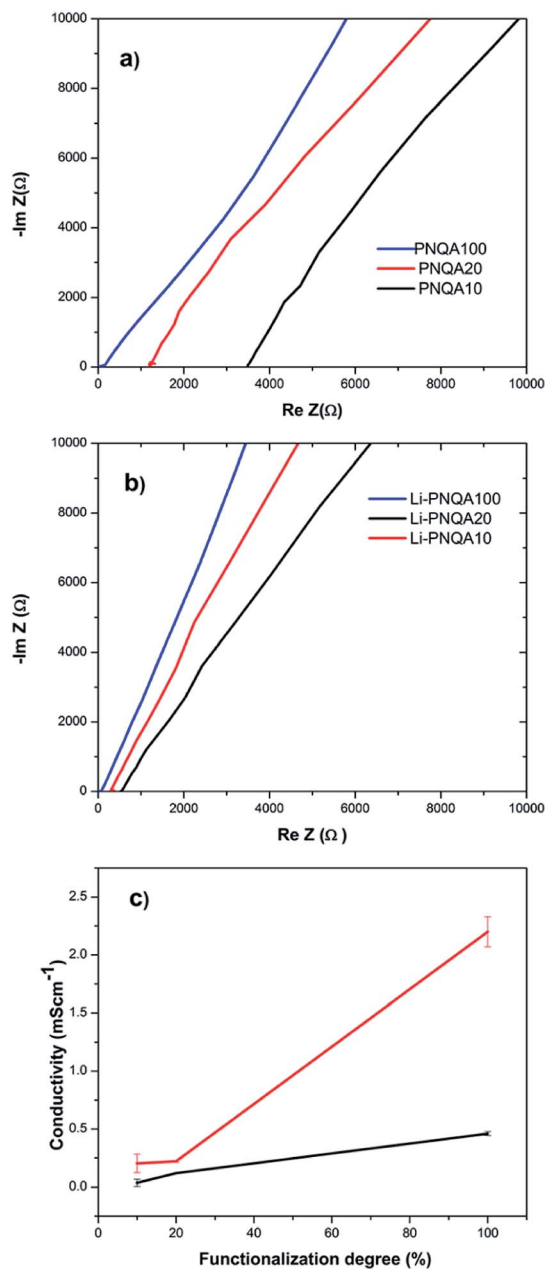 a)
10000
8000
6000
4000
2000
0
-Im Z(Ω)
PNQA100
PNQA20
PNQA10
0 2000 4000 6000 8000 10000
Re Z(Ω)
b)
10000
8000
6000
4000
2000
0
-Im Z (Ω)
Li-PNQA100
Li-PNQA20
Li-PNQA10
0 2000 4000 6000 8000 10000
Re Z (Ω )
c)
2.5
2.0
1.5
1.0
0.5
0.0
Conductivity (mScm⁻¹)
0 20 40 60 80 100
Functionalization degree (%)